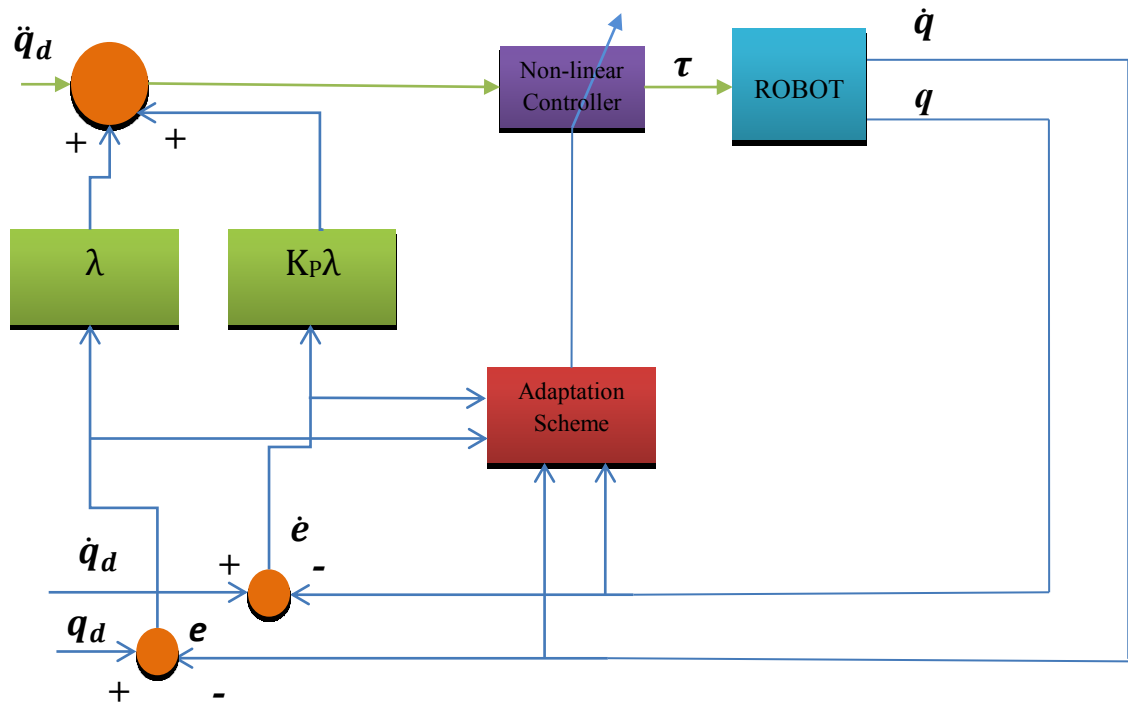 q̈d
+
+
Non-linear
Controller
τ
ROBOT
q̇
q
λ
KPλ
Adaptation
Scheme
q̇d
+
ė
-
qd
e
+
-